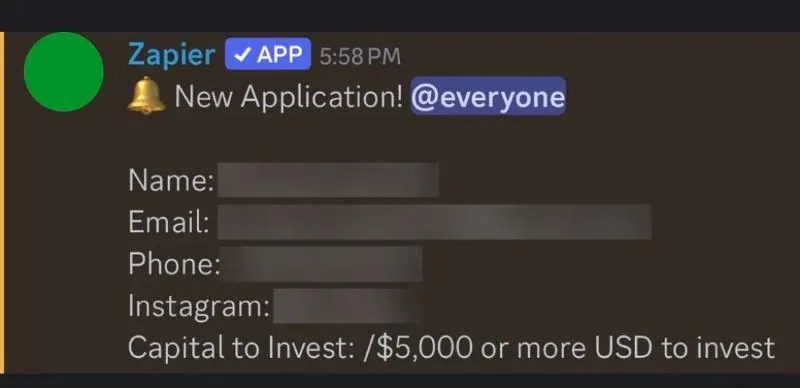 Zapier ✓ APP 5:58 PM
🔔 New Application! @everyone
Name:
Email:
Phone:
Instagram:
Capital to Invest: /$5,000 or more USD to invest